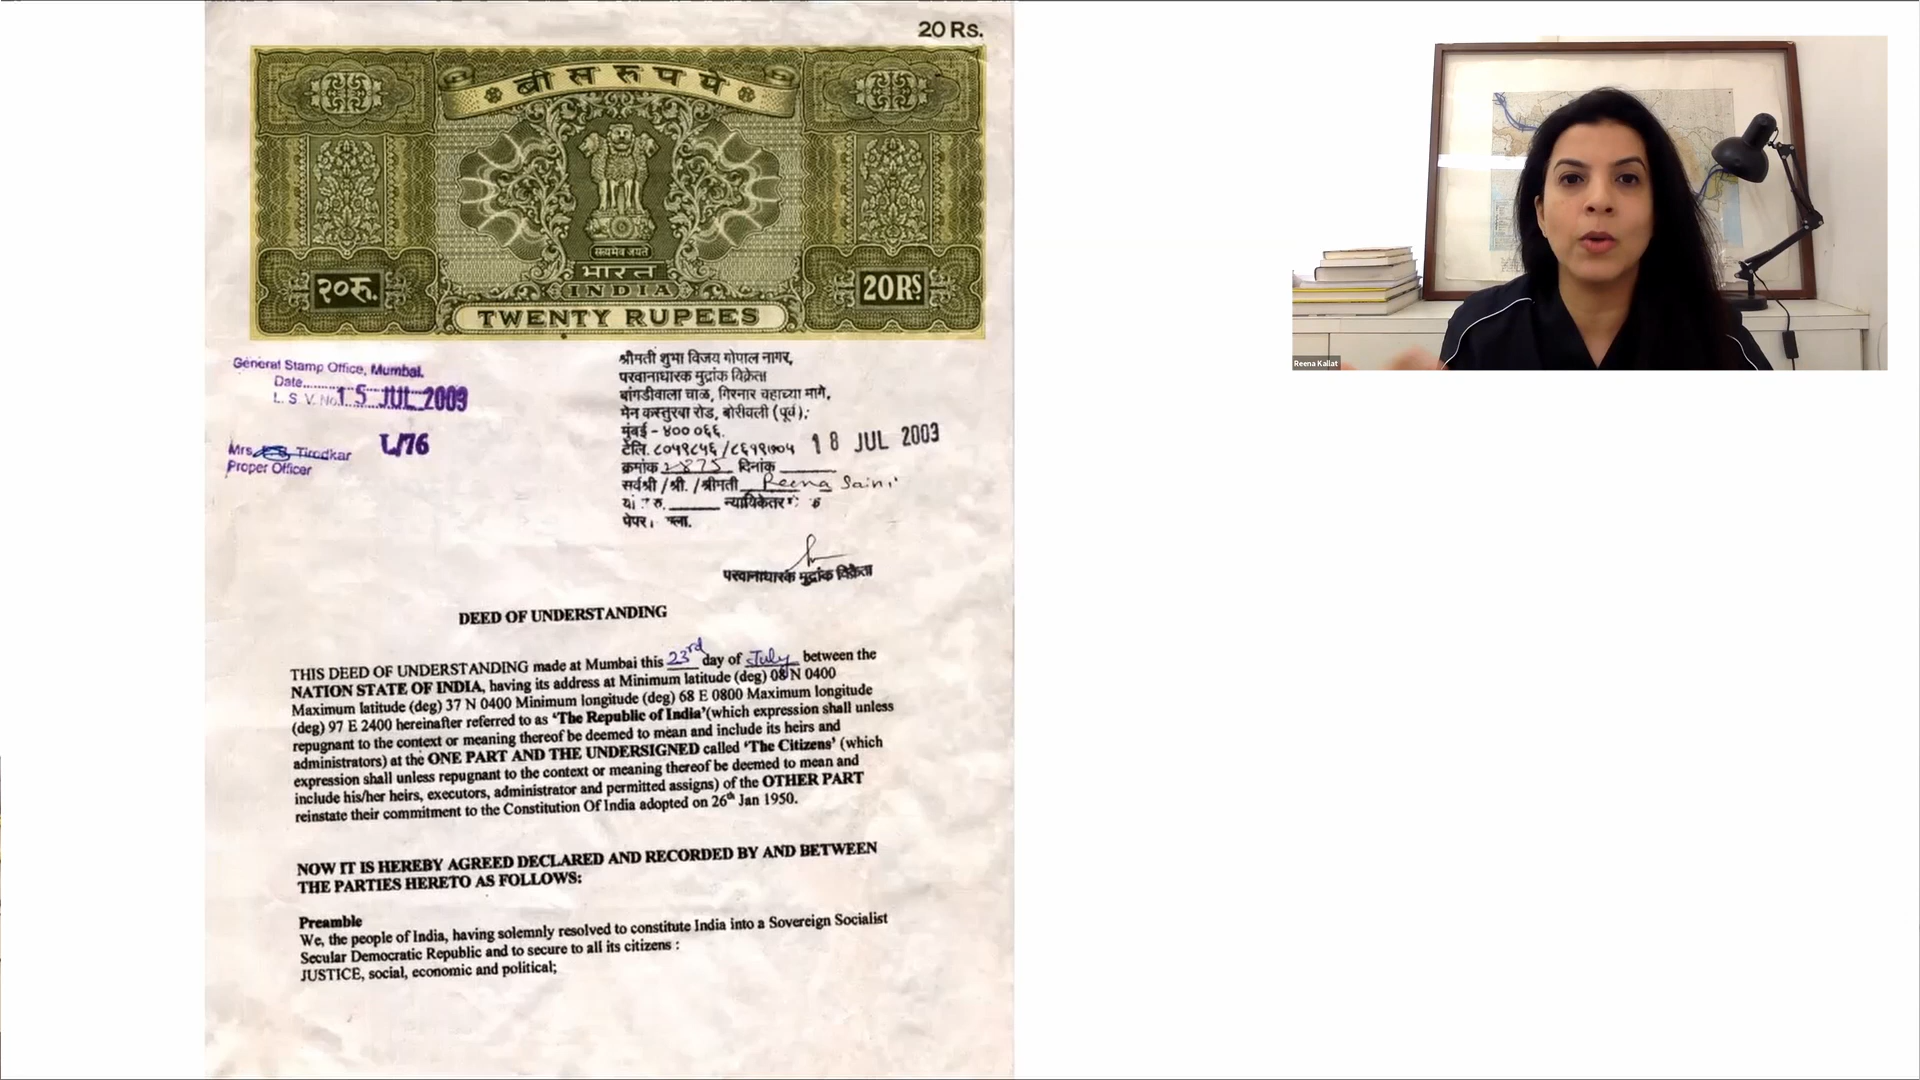 20 Rs.
बीस रुपये
सत्यमेव जयते
भारत
INDIA
२०रु.
20RS
TWENTY RUPEES
General Stamp Office, Mumbai.
Date 15 JUL 2003
L. S. V. No.
L/76
Mrs. Tirodkar
Proper Officer
श्रीमती शुभा विजय गोपाल नागर,
परवानाधारक मुद्रांक विक्रेता
बांगडीवाला चाळ, गिरनार चहाच्या मागे,
मेन कस्तुरबा रोड, बोरीवली (पूर्व).
मुंबई - ४०० ०६६.
टेलि. ८०५९८५६ / ८६१९७०५ 18 JUL 2003
क्रमांक 2875 दिनांक
सर्वश्री / श्री. / श्रीमती Reena Saini
रु. न्यायिकेतर
पेपर
परवानाधारक मुद्रांक विक्रेता
DEED OF UNDERSTANDING
THIS DEED OF UNDERSTANDING made at Mumbai this 23rd day of July between the
NATION STATE OF INDIA, having its address at Minimum latitude (deg) 08 N 0400
Maximum latitude (deg) 37 N 0400 Minimum longitude (deg) 68 E 0800 Maximum longitude
(deg) 97 E 2400 hereinafter referred to as ‘The Republic of India’(which expression shall unless
repugnant to the context or meaning thereof be deemed to mean and include its heirs and
administrators) at the ONE PART AND THE UNDERSIGNED called ‘The Citizens’ (which
expression shall unless repugnant to the context or meaning thereof be deemed to mean and
include his/her heirs, executors, administrator and permitted assigns) of the OTHER PART
reinstate their commitment to the Constitution Of India adopted on 26th Jan 1950.
NOW IT IS HEREBY AGREED DECLARED AND RECORDED BY AND BETWEEN
THE PARTIES HERETO AS FOLLOWS:
Preamble
We, the people of India, having solemnly resolved to constitute India into a Sovereign Socialist
Secular Democratic Republic and to secure to all its citizens :
JUSTICE, social, economic and political;
Reena Kallat